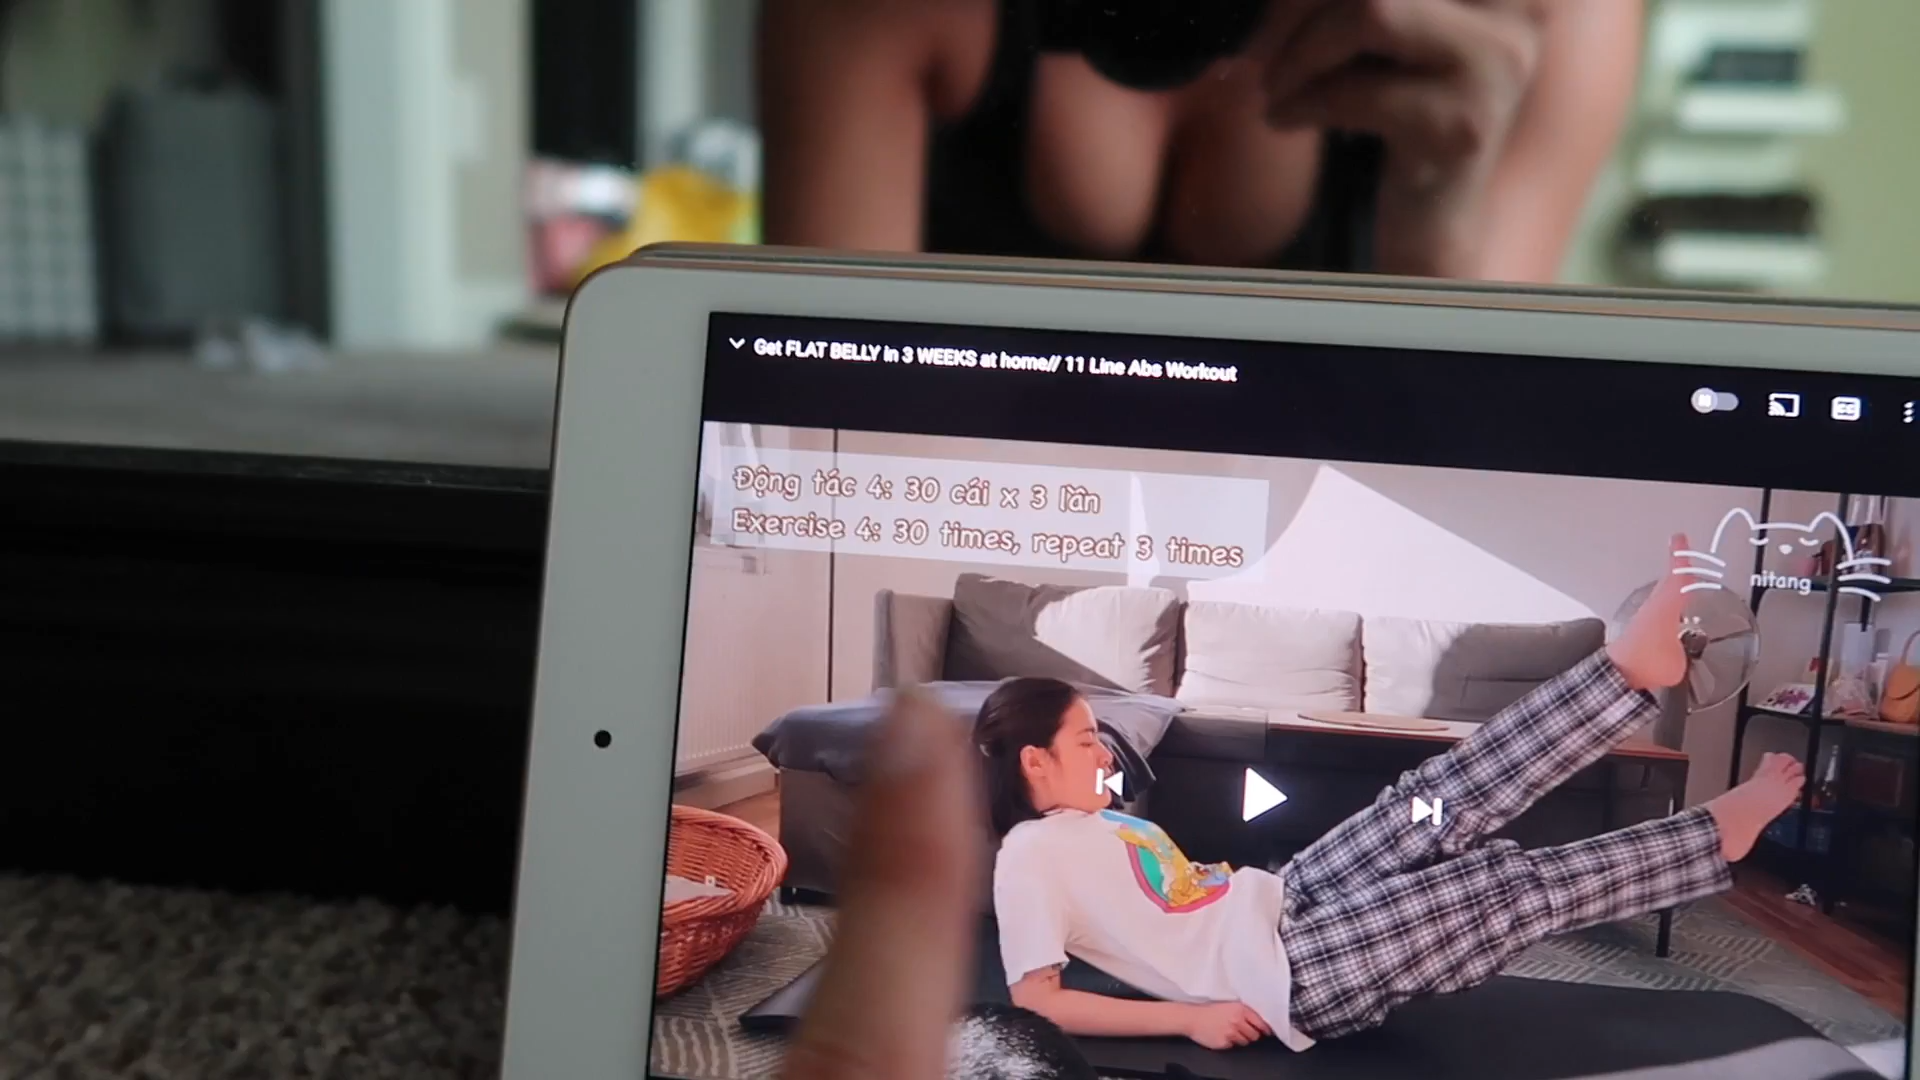 Get FLAT BELLY in 3 WEEKS at home// 11 Line Abs Workout
Động tác 4: 30 cái x 3 lần
Exercise 4: 30 times, repeat 3 times
nitang